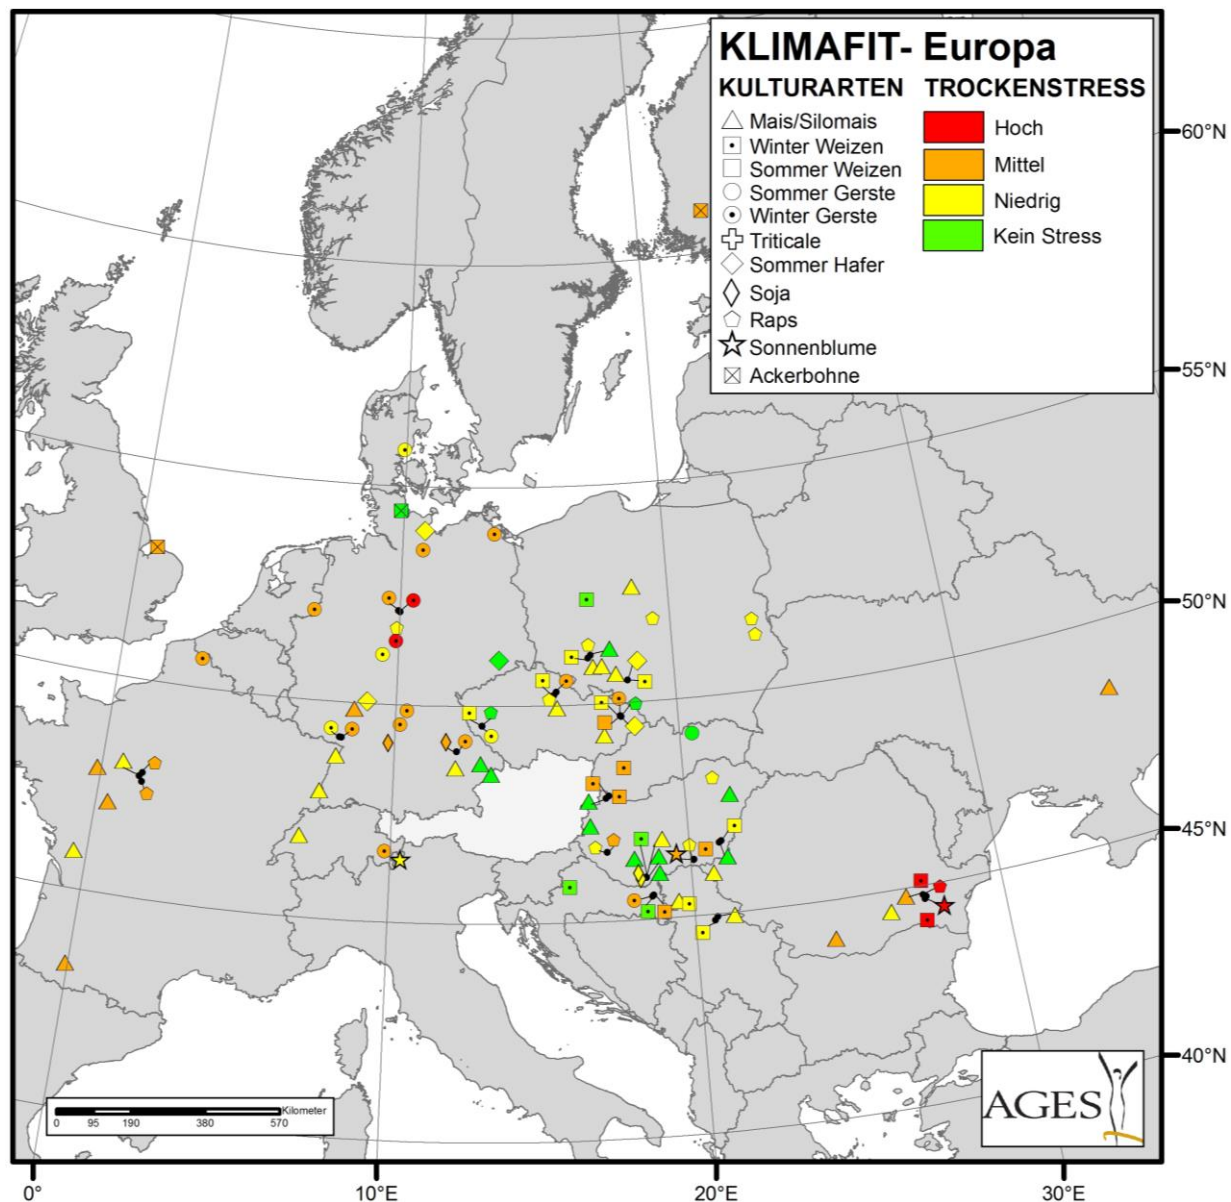 KLIMAFIT- Europa
KULTURARTEN
Mais/Silomais
Winter Weizen
Sommer Weizen
Sommer Gerste
Winter Gerste
Triticale
Sommer Hafer
Soja
Raps
Sonnenblume
Ackerbohne
TROCKENSTRESS
Hoch
Mittel
Niedrig
Kein Stress
60°N
55°N
50°N
45°N
40°N
AGES
Kilometer
0 95 190 380 570
0° 10°E 20°E 30°E